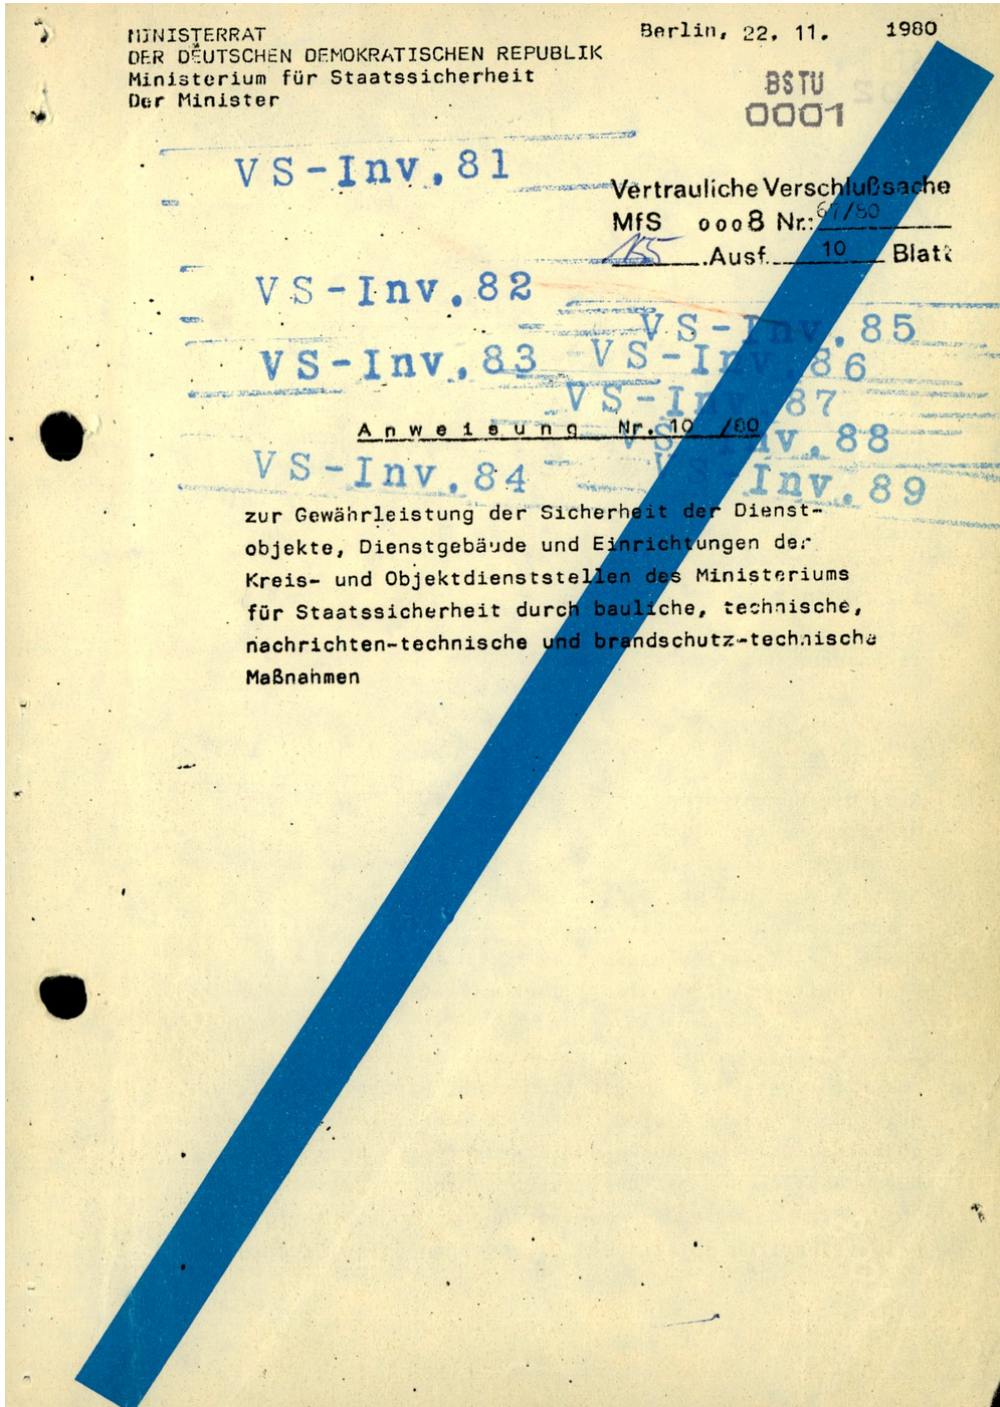 MINISTERRAT
DER DEUTSCHEN DEMOKRATISCHEN REPUBLIK
Ministerium für Staatssicherheit
Der Minister
Berlin, 22. 11. 1980
BSTU
0001
VS-Inv.81
Vertrauliche Verschlußsache
MfS 0008 Nr.: 67/80
155 .Ausf. 10 Blatt
VS-Inv.82
VS-Inv.85
VS-Inv.83
VS-Inv.86
VS-Inv.87
Anweisung Nr. 10 /80
VS-Inv.88
VS-Inv.84
VS-Inv.89
zur Gewährleistung der Sicherheit der Dienst-
objekte, Dienstgebäude und Einrichtungen der
Kreis- und Objektdienststellen des Ministeriums
für Staatssicherheit durch bauliche, technische,
nachrichten-technische und brandschutz-technische
Maßnahmen